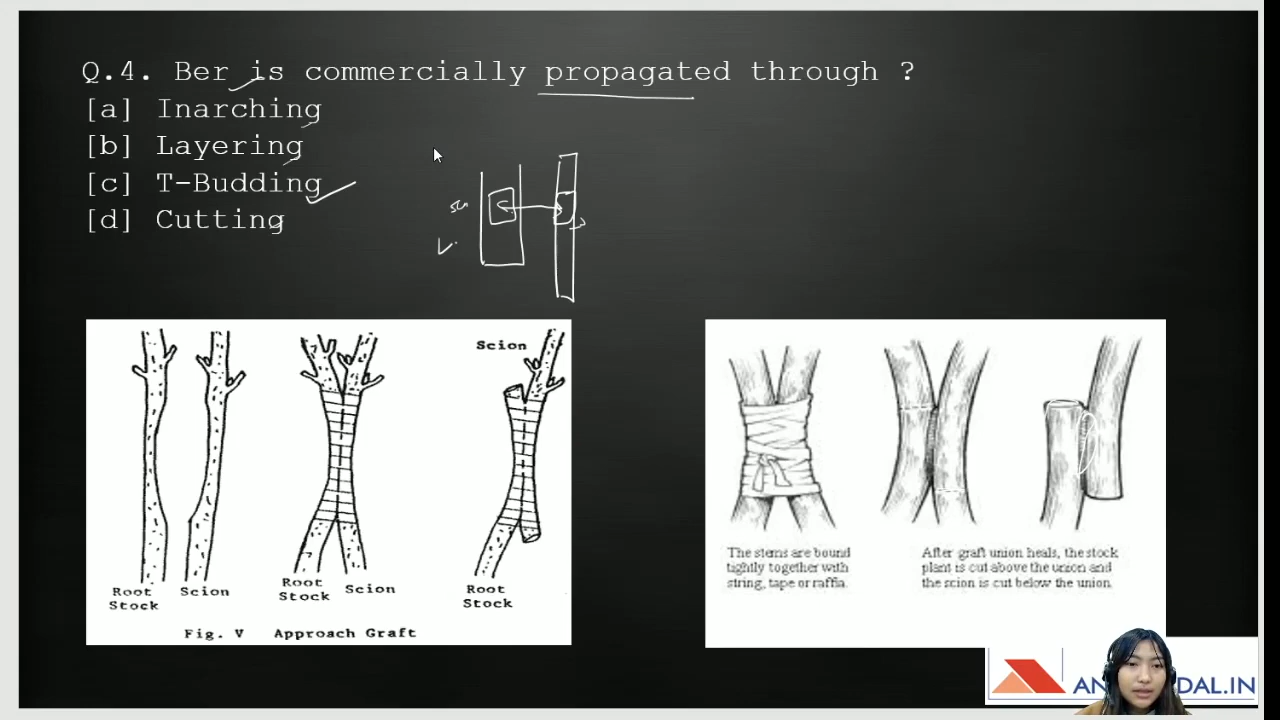 Q.4. Ber is commercially propagated through ?
[a] Inarching
[b] Layering
[c] T-Budding
[d] Cutting
Scion
Root Stock
Scion
Root Stock
Scion
Root Stock
Fig. V Approach Graft
The stems are bound
tightly together with
string, tape or raffia.
After graft union heals, the stock
plant is cut above the union and
the scion is cut below the union.
DAL.IN